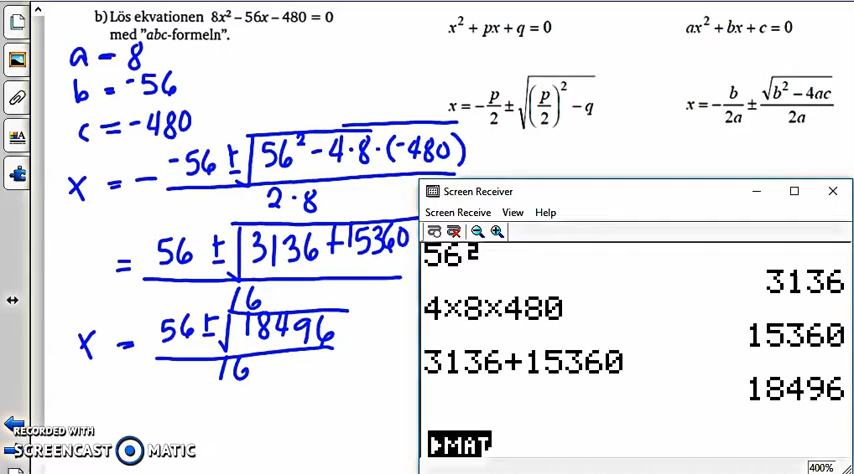 b) Lös ekvationen 8x² – 56x – 480 = 0
med "abc-formeln".
x² + px + q = 0
ax² + bx + c = 0
x = -p/2 ± √((p/2)² - q)
x = -b/2a ± √(b² - 4ac)/2a
a = 8
b = -56
c = -480
x = - -56 ± √(56² - 4·8·(-480))
2·8
= 56 ± √(3136 + 15360)
16
x = 56 ± √18496
16
Screen Receiver
Screen Receiver View Help
56²
3136
4×8×480
15360
3136+15360
18496
▶MAT
400%
RECORDED WITH
SCREENCAST MATIC